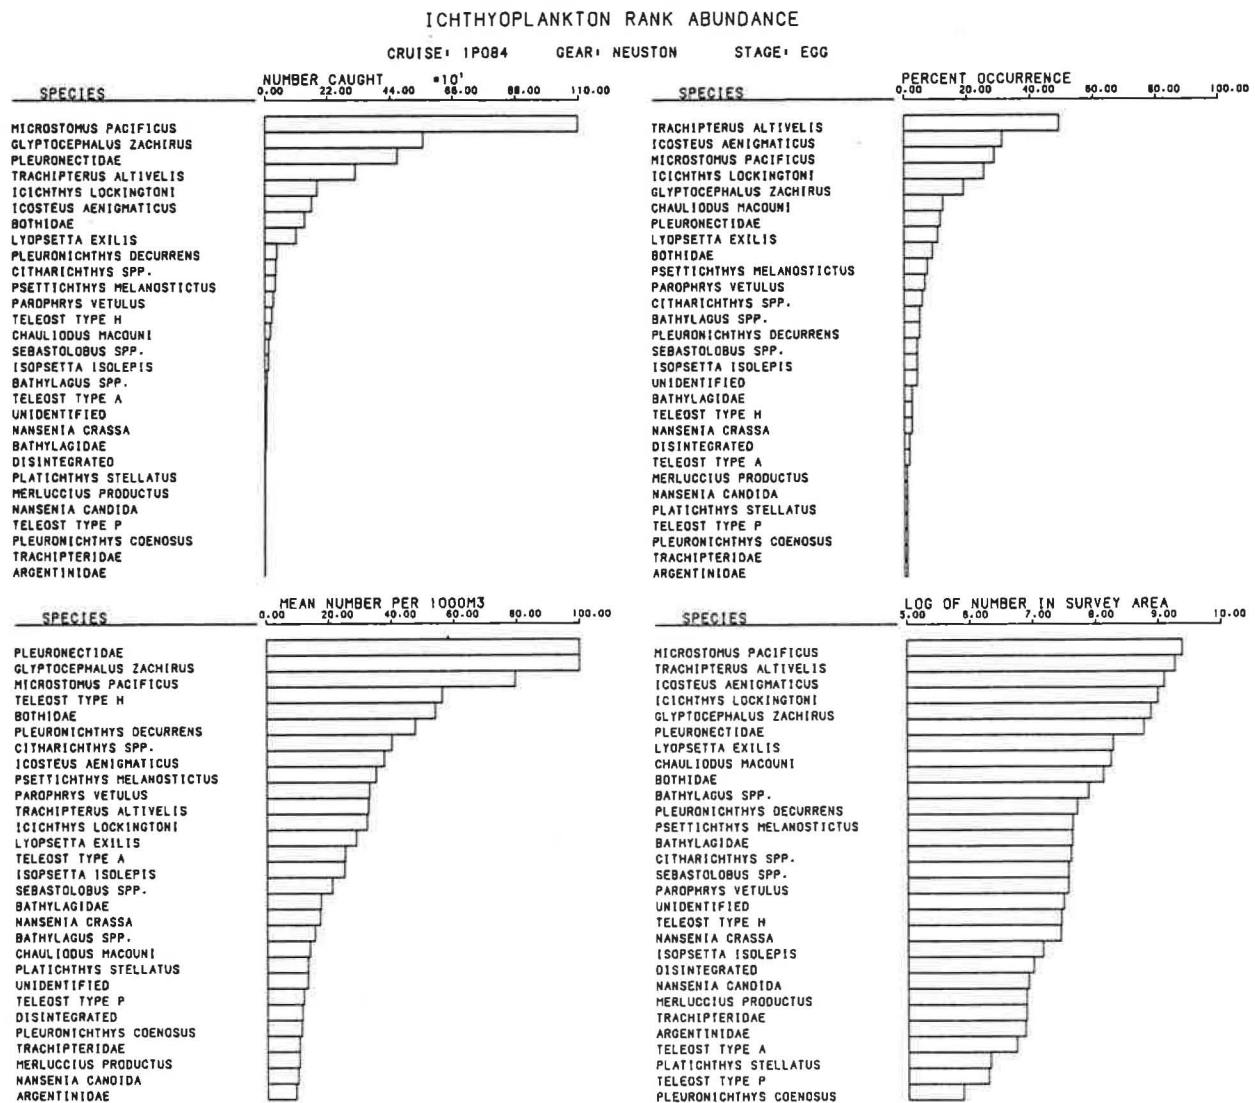 ICHTHYOPLANKTON RANK ABUNDANCE
CRUISE: 1PO84 GEAR: NEUSTON STAGE: EGG
NUMBER CAUGHT *10¹
SPECIES
0.00 22.00 44.00 66.00 88.00 110.00
MICROSTOMUS PACIFICUS
GLYPTOCEPHALUS ZACHIRUS
PLEURONECTIDAE
TRACHIPTERUS ALTIVELIS
ICICHTHYS LOCKINGTONI
ICOSTEUS AENIGMATICUS
BOTHIDAE
LYOPSETTA EXILIS
PLEURONICHTHYS DECURRENS
CITHARICHTHYS SPP.
PSETTICHTHYS MELANOSTICTUS
PAROPHRYS VETULUS
TELEOST TYPE H
CHAULIODUS MACOUNI
SEBASTOLOBUS SPP.
ISOPSETTA ISOLEPIS
BATHYLAGUS SPP.
TELEOST TYPE A
UNIDENTIFIED
NANSENIA CRASSA
BATHYLAGIDAE
DISINTEGRATED
PLATICHTHYS STELLATUS
MERLUCCIUS PRODUCTUS
NANSENIA CANDIDA
TELEOST TYPE P
PLEURONICHTHYS COENOSUS
TRACHIPTERIDAE
ARGENTINIDAE
PERCENT OCCURRENCE
SPECIES
0.00 20.00 40.00 60.00 80.00 100.00
TRACHIPTERUS ALTIVELIS
ICOSTEUS AENIGMATICUS
MICROSTOMUS PACIFICUS
ICICHTHYS LOCKINGTONI
GLYPTOCEPHALUS ZACHIRUS
CHAULIODUS MACOUNI
PLEURONECTIDAE
LYOPSETTA EXILIS
BOTHIDAE
PSETTICHTHYS MELANOSTICTUS
PAROPHRYS VETULUS
CITHARICHTHYS SPP.
BATHYLAGUS SPP.
PLEURONICHTHYS DECURRENS
SEBASTOLOBUS SPP.
ISOPSETTA ISOLEPIS
UNIDENTIFIED
BATHYLAGIDAE
TELEOST TYPE H
NANSENIA CRASSA
DISINTEGRATED
TELEOST TYPE A
MERLUCCIUS PRODUCTUS
NANSENIA CANDIDA
PLATICHTHYS STELLATUS
TELEOST TYPE P
PLEURONICHTHYS COENOSUS
TRACHIPTERIDAE
ARGENTINIDAE
MEAN NUMBER PER 1000M3
SPECIES
0.00 20.00 40.00 60.00 80.00 100.00
PLEURONECTIDAE
GLYPTOCEPHALUS ZACHIRUS
MICROSTOMUS PACIFICUS
TELEOST TYPE H
BOTHIDAE
PLEURONICHTHYS DECURRENS
CITHARICHTHYS SPP.
ICOSTEUS AENIGMATICUS
PSETTICHTHYS MELANOSTICTUS
PAROPHRYS VETULUS
TRACHIPTERUS ALTIVELIS
ICICHTHYS LOCKINGTONI
LYOPSETTA EXILIS
TELEOST TYPE A
ISOPSETTA ISOLEPIS
SEBASTOLOBUS SPP.
BATHYLAGIDAE
NANSENIA CRASSA
BATHYLAGUS SPP.
CHAULIODUS MACOUNI
PLATICHTHYS STELLATUS
UNIDENTIFIED
TELEOST TYPE P
DISINTEGRATED
PLEURONICHTHYS COENOSUS
TRACHIPTERIDAE
MERLUCCIUS PRODUCTUS
NANSENIA CANDIDA
ARGENTINIDAE
LOG OF NUMBER IN SURVEY AREA
SPECIES
5.00 6.00 7.00 8.00 9.00 10.00
MICROSTOMUS PACIFICUS
TRACHIPTERUS ALTIVELIS
ICOSTEUS AENIGMATICUS
ICICHTHYS LOCKINGTONI
GLYPTOCEPHALUS ZACHIRUS
PLEURONECTIDAE
LYOPSETTA EXILIS
CHAULIODUS MACOUNI
BOTHIDAE
BATHYLAGUS SPP.
PLEURONICHTHYS DECURRENS
PSETTICHTHYS MELANOSTICTUS
BATHYLAGIDAE
CITHARICHTHYS SPP.
SEBASTOLOBUS SPP.
PAROPHRYS VETULUS
UNIDENTIFIED
TELEOST TYPE H
NANSENIA CRASSA
ISOPSETTA ISOLEPIS
DISINTEGRATED
NANSENIA CANDIDA
MERLUCCIUS PRODUCTUS
TRACHIPTERIDAE
ARGENTINIDAE
TELEOST TYPE A
PLATICHTHYS STELLATUS
TELEOST TYPE P
PLEURONICHTHYS COENOSUS